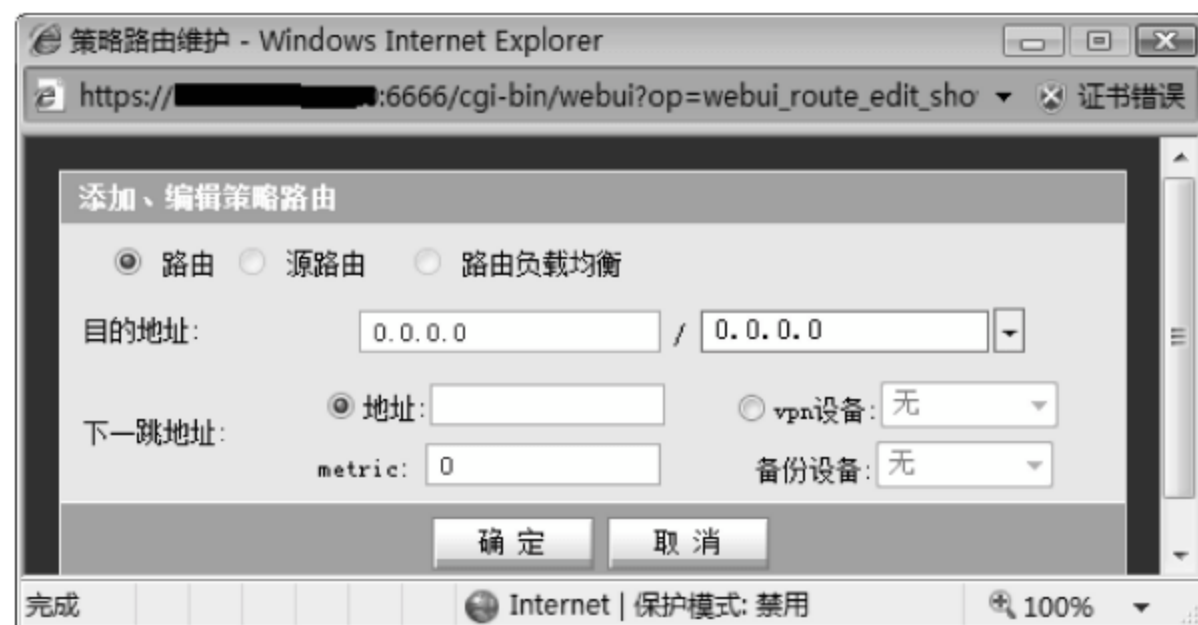 策略路由维护 - Windows Internet Explorer
https:// :6666/cgi-bin/webui?op=webui_route_edit_sho 证书错误
添加、编辑策略路由
路由 源路由 路由负载均衡
目的地址: 0.0.0.0 / 0.0.0.0
地址: vpn设备: 无
下一跳地址:
metric: 0 备份设备: 无
确定 取消
完成 Internet | 保护模式: 禁用 100%